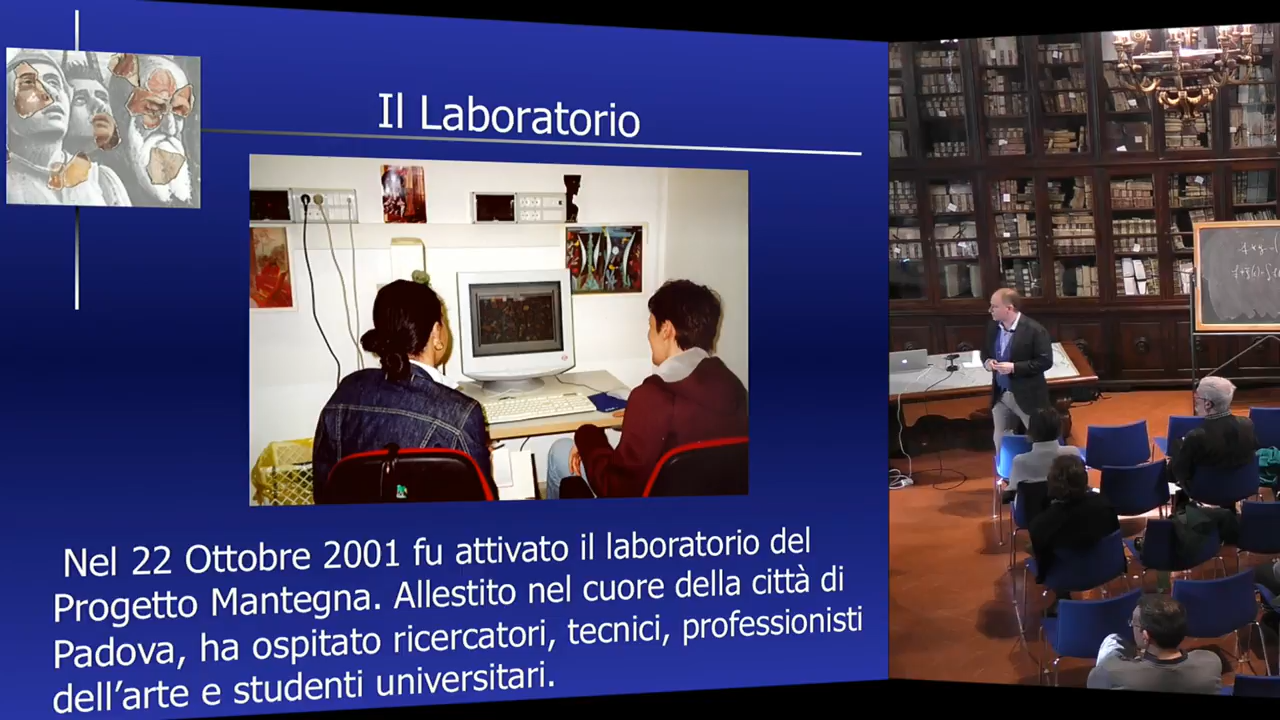 Il Laboratorio
Nel 22 Ottobre 2001 fu attivato il laboratorio del
Progetto Mantegna. Allestito nel cuore della città di
Padova, ha ospitato ricercatori, tecnici, professionisti
dell'arte e studenti universitari.